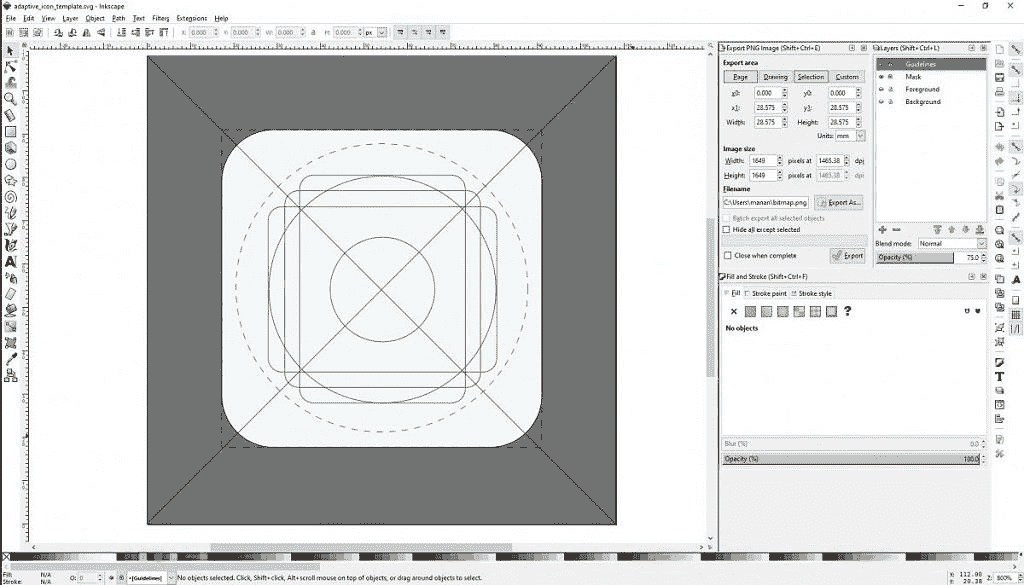 adaptive_icon_template.svg - Inkscape
File Edit View Layer Object Path Text Filters Extensions Help
X: 0.000 Y: 0.000 W: 0.000 H: 0.000 px
Export PNG Image (Shift+Ctrl+E)
Export area
Page Drawing Selection Custom
x0: 0.000 y0: 0.000
x1: 28.575 y1: 28.575
Width: 28.575 Height: 28.575
Units: mm
Image size
Width: 1649 pixels at 1465.38 dpi
Height: 1649 pixels at 1465.38 dpi
Filename
C:\Users\manan\bitmap.png Export As...
Batch export all selected objects
Hide all except selected
Close when complete Export
Layers (Shift+Ctrl+L)
Guidelines
Mask
Foreground
Background
Blend mode: Normal
Opacity (%) 75.0
Fill and Stroke (Shift+Ctrl+F)
Fill Stroke paint Stroke style
?
No objects
Blur (%) 0.0
Opacity (%) 100.0
Fill: N/A
Stroke: N/A
O: 0
[Guidelines]
No objects selected. Click, Shift+click, Alt+scroll mouse on top of objects, or drag around objects to select.
X: 112.00
Y: 20.38
Z: 800%